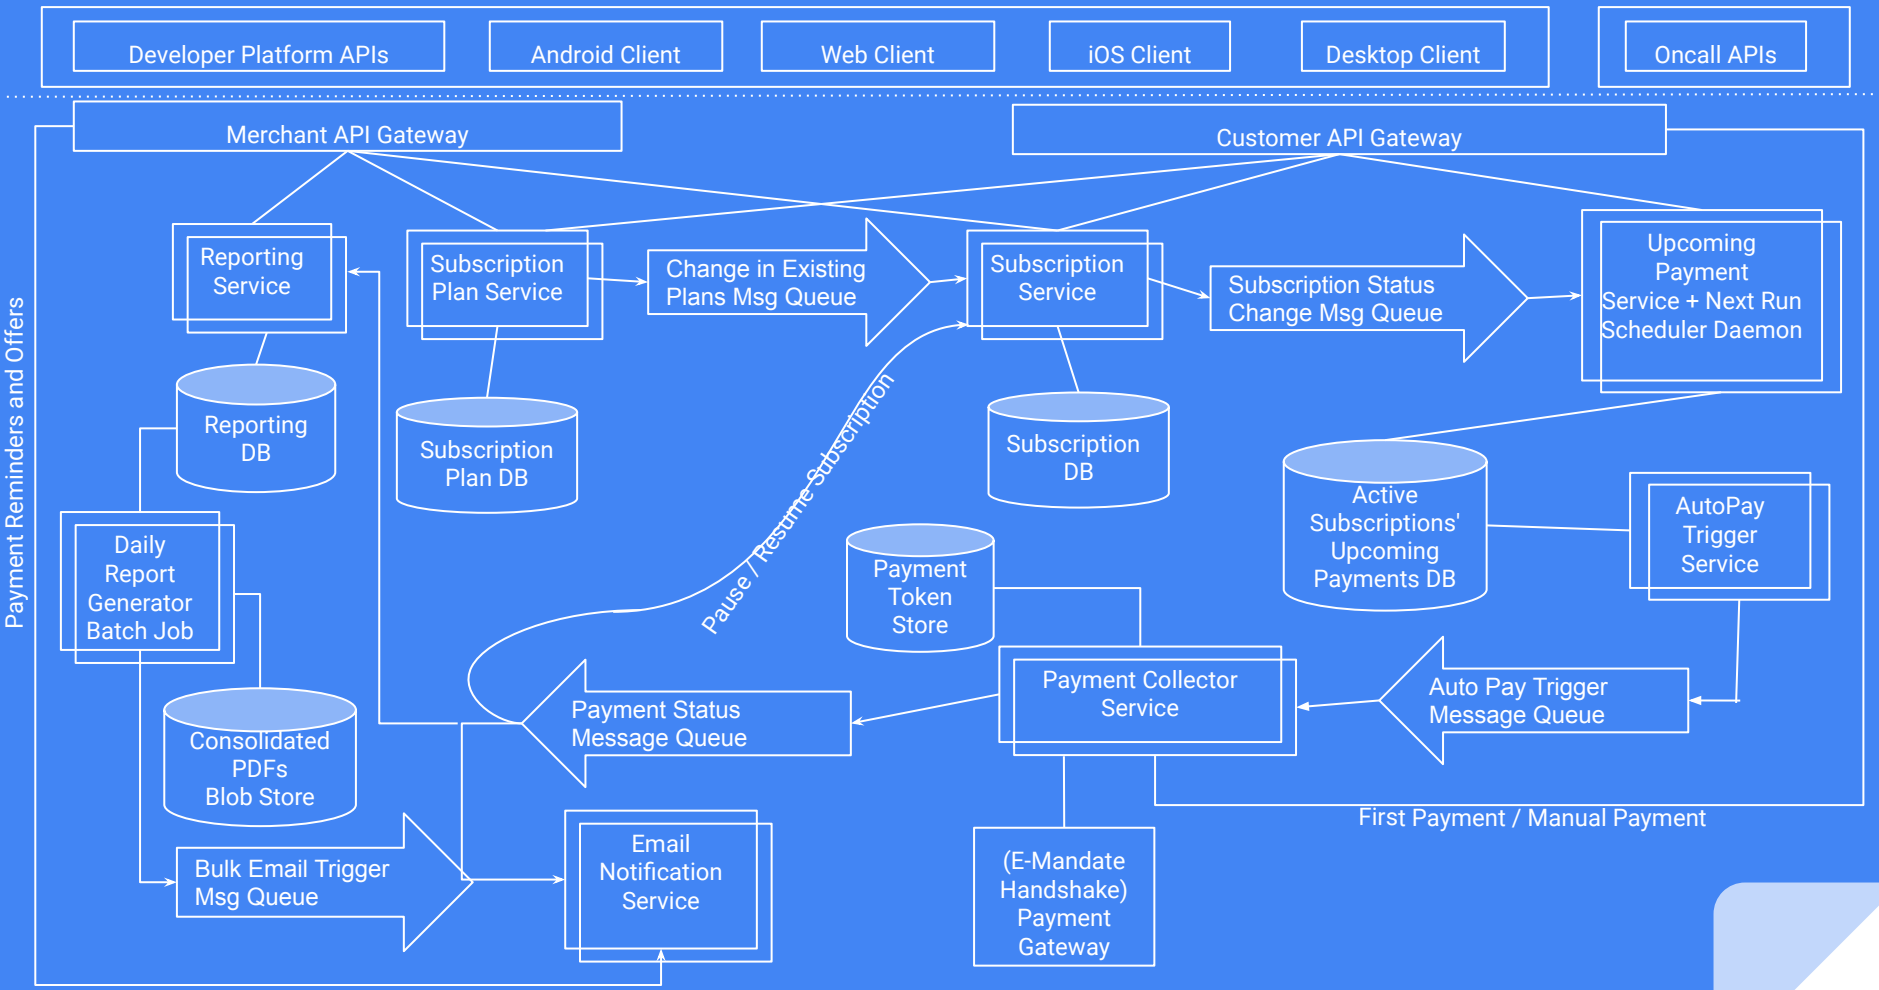 Developer Platform APIs
Android Client
Web Client
iOS Client
Desktop Client
Oncall APIs
Merchant API Gateway
Customer API Gateway
Payment Reminders and Offers
Reporting
Service
Subscription
Plan Service
Change in Existing
Plans Msg Queue
Subscription
Service
Subscription Status
Change Msg Queue
Upcoming
Payment
Service + Next Run
Scheduler Daemon
Reporting
DB
Subscription
Plan DB
Pause / Resume Subscription
Subscription
DB
Active
Subscriptions'
Upcoming
Payments DB
AutoPay
Trigger
Service
Daily
Report
Generator
Batch Job
Payment
Token
Store
Payment Status
Message Queue
Payment Collector
Service
Auto Pay Trigger
Message Queue
Consolidated
PDFs
Blob Store
First Payment / Manual Payment
Bulk Email Trigger
Msg Queue
Email
Notification
Service
(E-Mandate
Handshake)
Payment
Gateway